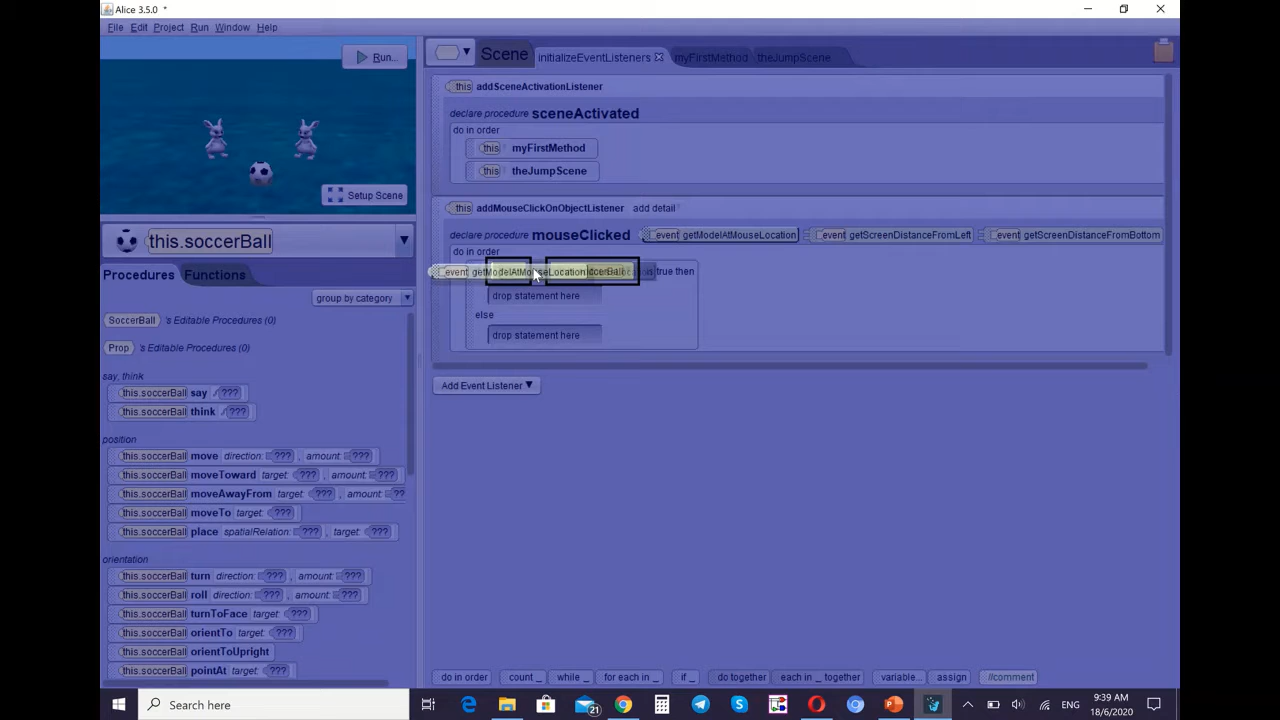 Alice 3.5.0 *
File Edit Project Run Window Help
Run...
Setup Scene
Scene initializeEventListeners myFirstMethod theJumpScene
this addSceneActivationListener
declare procedure sceneActivated
do in order
this myFirstMethod
this theJumpScene
this addMouseClickOnObjectListener add detail
declare procedure mouseClicked event getModelAtMouseLocation event getScreenDistanceFromLeft event getScreenDistanceFromBottom
do in order
event getModelAtMouseLocation is true then
drop statement here
else
drop statement here
Add Event Listener
this.soccerBall
Procedures Functions
group by category
SoccerBall 's Editable Procedures (0)
Prop 's Editable Procedures (0)
say, think
this.soccerBall say ???
this.soccerBall think ???
position
this.soccerBall move direction: ??? , amount: ???
this.soccerBall moveToward target: ??? , amount: ???
this.soccerBall moveAwayFrom target: ??? , amount: ??
this.soccerBall moveTo target: ???
this.soccerBall place spatialRelation: ??? , target: ???
orientation
this.soccerBall turn direction: ??? , amount: ???
this.soccerBall roll direction: ??? , amount: ???
this.soccerBall turnToFace target: ???
this.soccerBall orientTo target: ???
this.soccerBall orientToUpright
this.soccerBall pointAt target: ???
do in order count _ while _ for each in _ if _ do together each in _ together variable... assign //comment
Search here 21 ENG 9:39 AM
18/6/2020